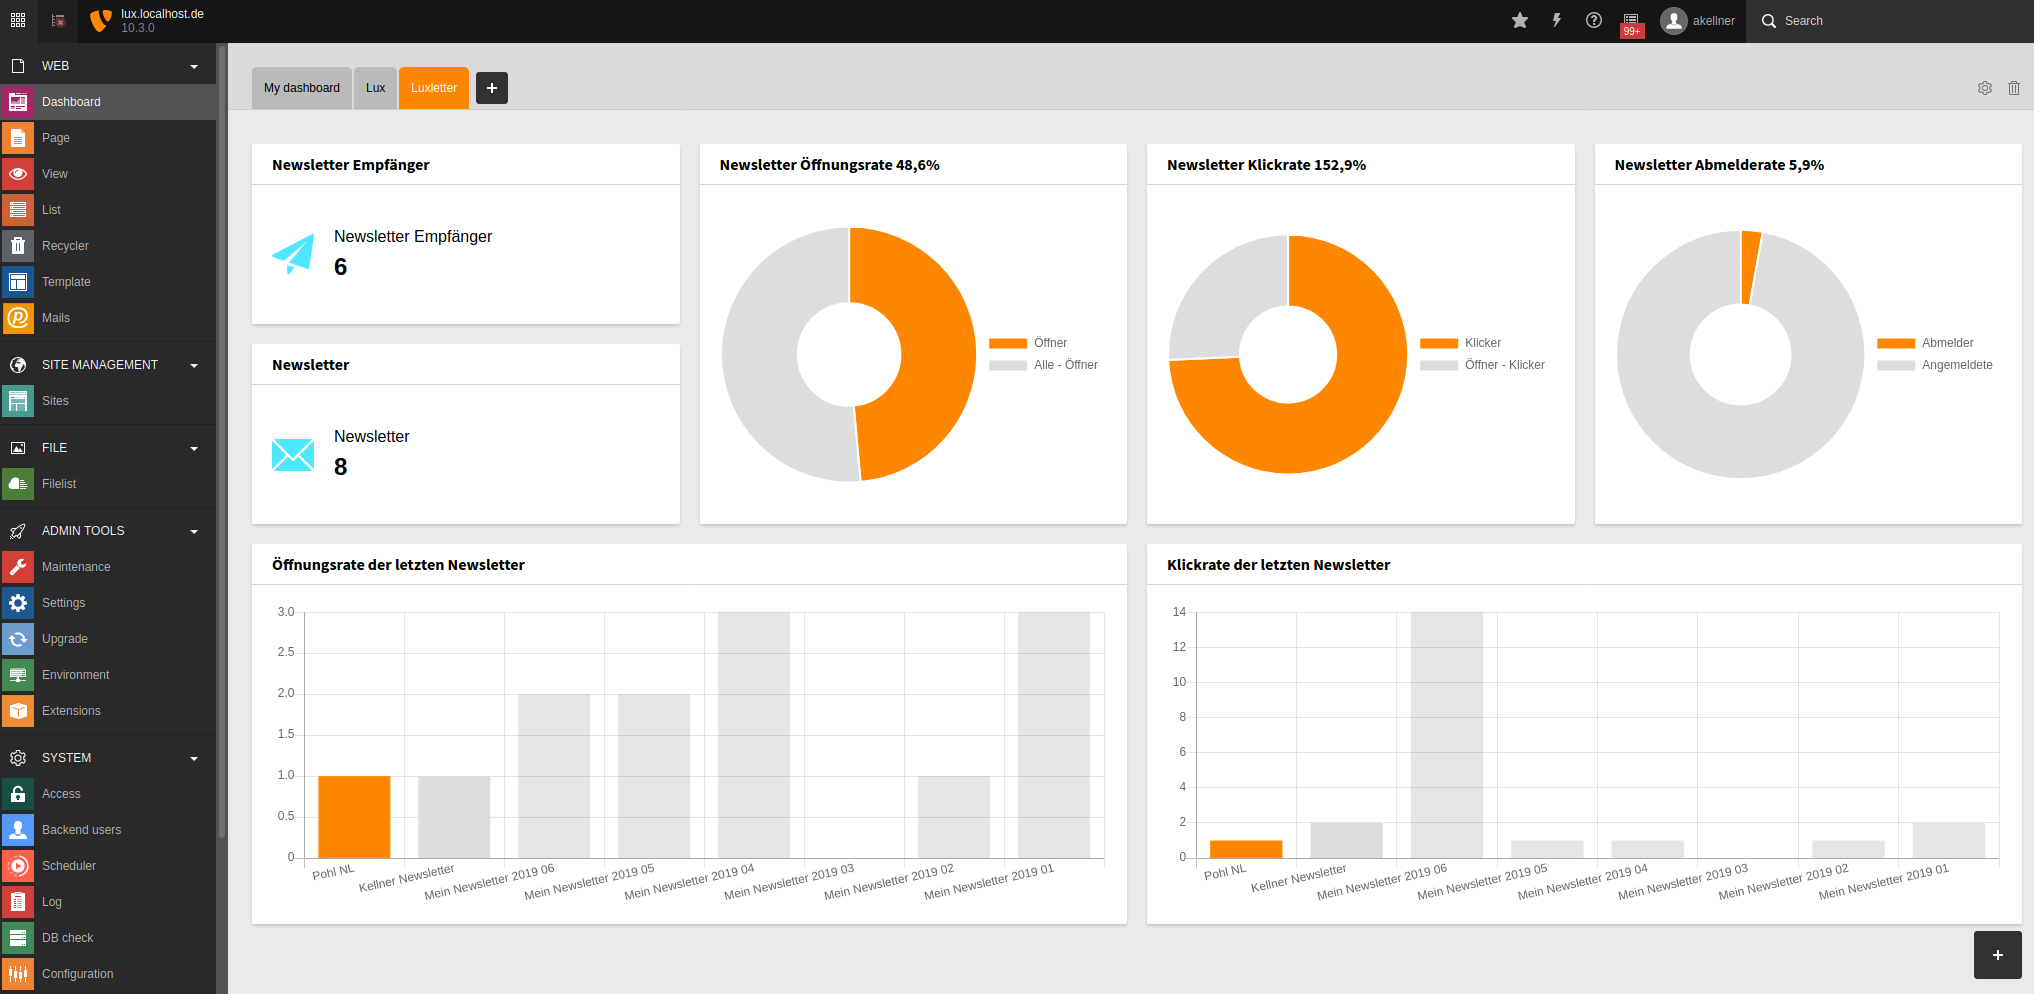 lux.localhost.de
10.3.0
99+
akellner
Search
WEB
Dashboard
Page
View
List
Recycler
Template
Mails
SITE MANAGEMENT
Sites
FILE
Filelist
ADMIN TOOLS
Maintenance
Settings
Upgrade
Environment
Extensions
SYSTEM
Access
Backend users
Scheduler
Log
DB check
Configuration
My dashboard
Lux
Luxletter
+
Newsletter Empfänger
Newsletter Empfänger
6
Newsletter
Newsletter
8
Newsletter Öffnungsrate 48,6%
Öffner
Alle - Öffner
Newsletter Klickrate 152,9%
Klicker
Öffner - Klicker
Newsletter Abmelderate 5,9%
Abmelder
Angemeldete
Öffnungsrate der letzten Newsletter
3.0
2.5
2.0
1.5
1.0
0.5
0
Pohl NL
Kellner Newsletter
Mein Newsletter 2019 06
Mein Newsletter 2019 05
Mein Newsletter 2019 04
Mein Newsletter 2019 03
Mein Newsletter 2019 02
Mein Newsletter 2019 01
Klickrate der letzten Newsletter
14
12
10
8
6
4
2
0
Pohl NL
Kellner Newsletter
Mein Newsletter 2019 06
Mein Newsletter 2019 05
Mein Newsletter 2019 04
Mein Newsletter 2019 03
Mein Newsletter 2019 02
Mein Newsletter 2019 01
+